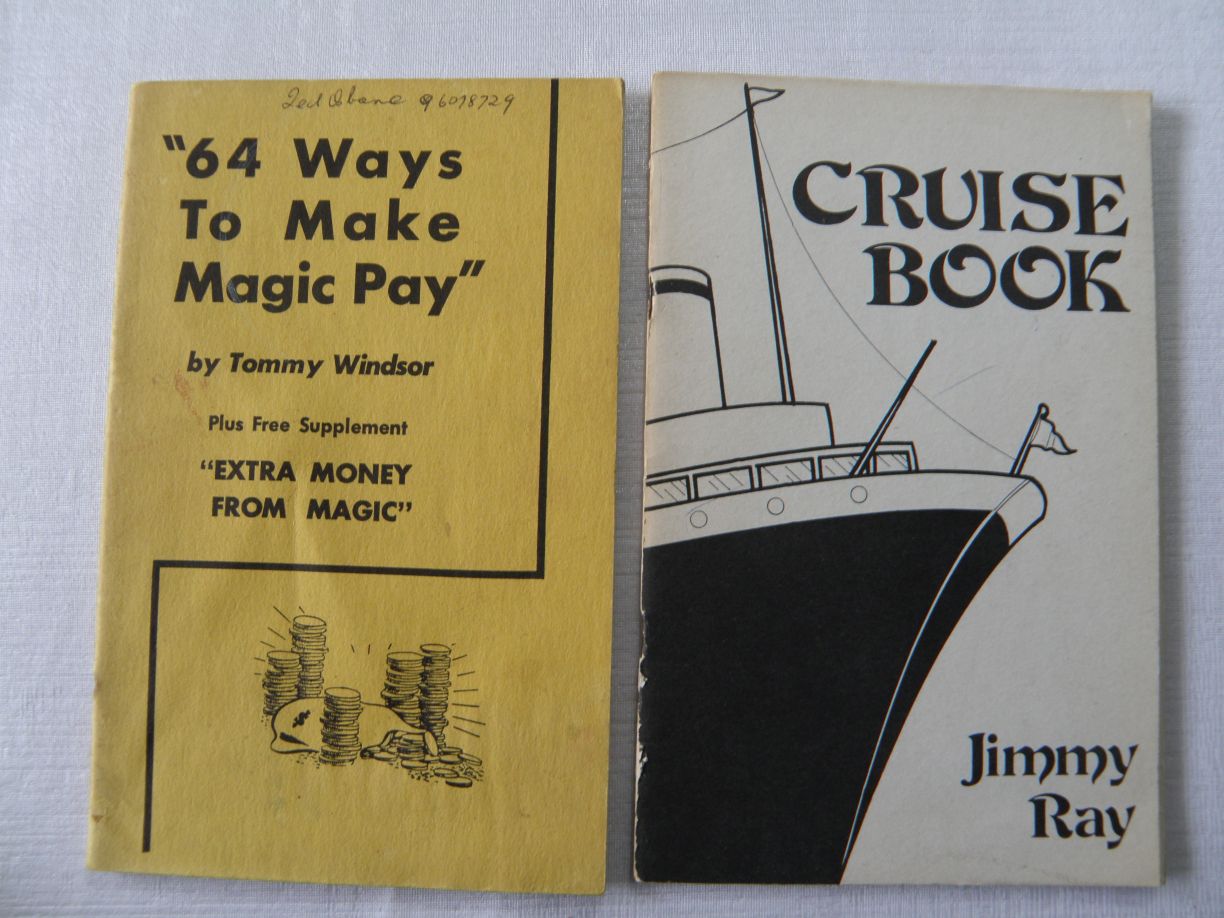 96078729
"64 Ways
To Make
Magic Pay"
by Tommy Windsor
Plus Free Supplement
"EXTRA MONEY
FROM MAGIC"
$
CRUISE
BOOK
Jimmy
Ray